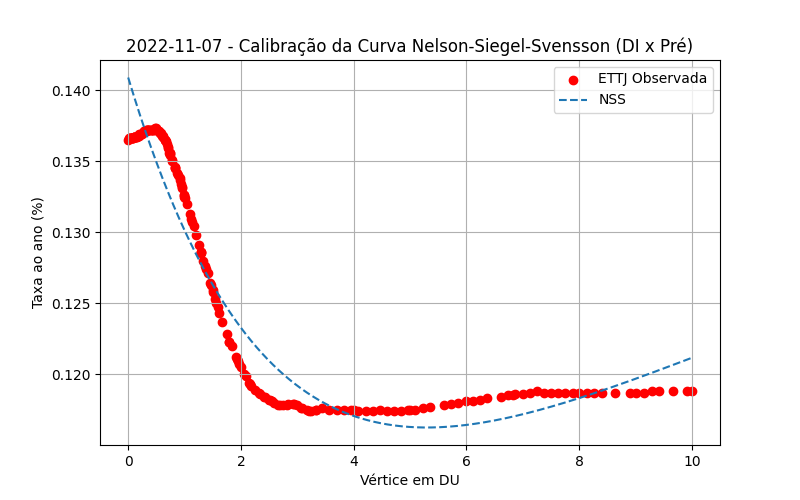 2022-11-07 - Calibração da Curva Nelson-Siegel-Svensson (DI x Pré)
ETTJ Observada
NSS
Taxa ao ano (%)
0.140
0.135
0.130
0.125
0.120
0 2 4 6 8 10
Vértice em DU